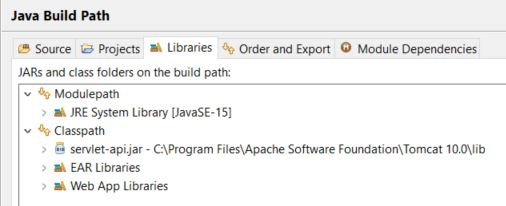 Java Build Path
Source Projects Libraries Order and Export Module Dependencies
JARs and class folders on the build path:
Modulepath
JRE System Library [JavaSE-15]
Classpath
servlet-api.jar - C:\Program Files\Apache Software Foundation\Tomcat 10.0\lib
EAR Libraries
Web App Libraries